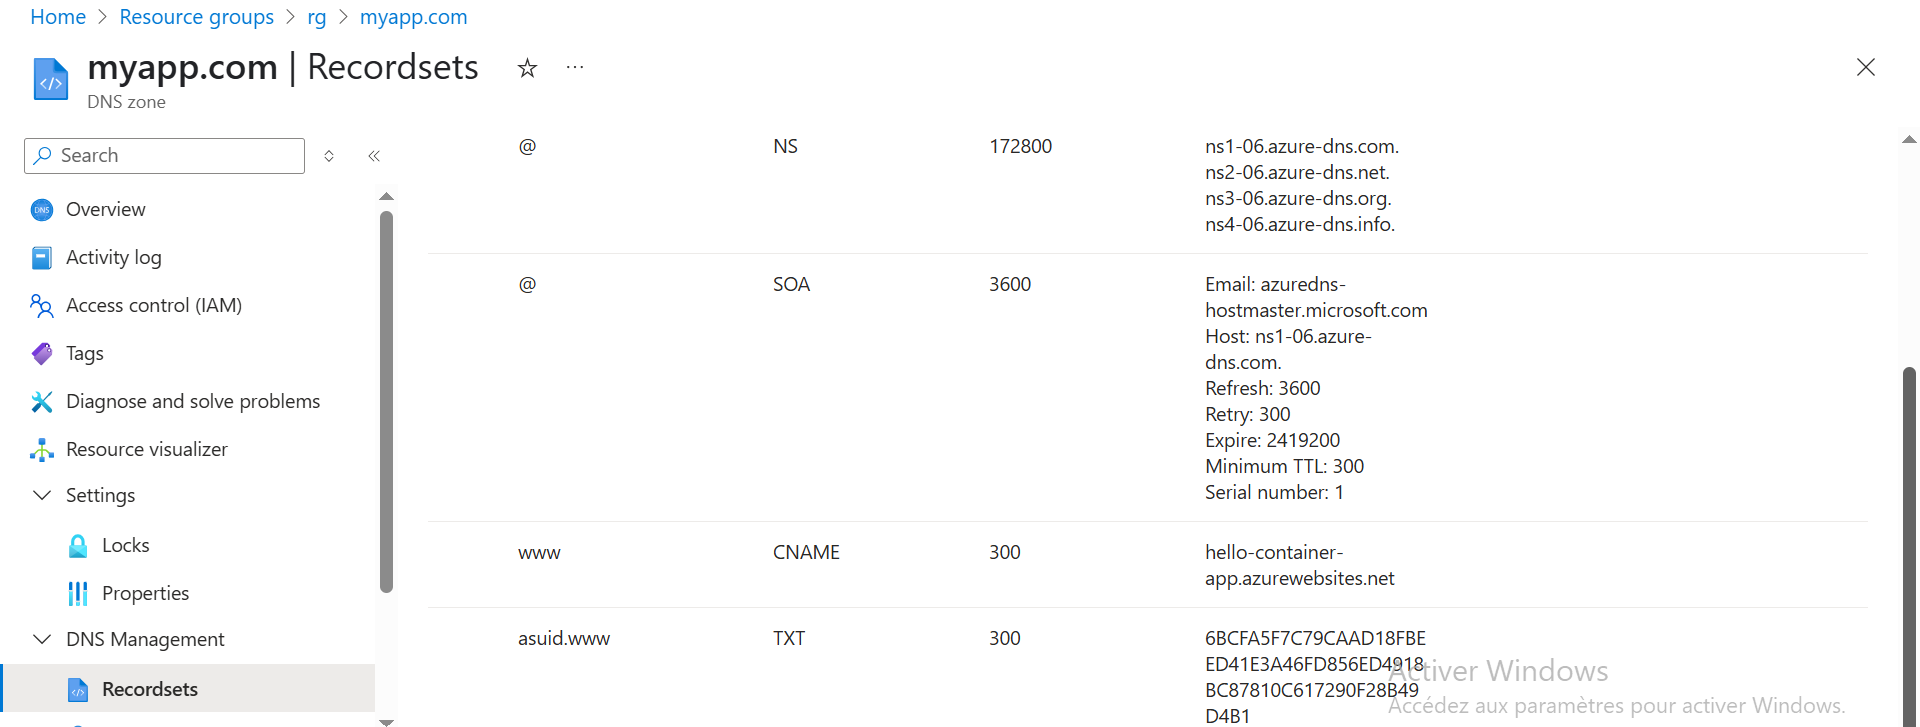 Home > Resource groups > rg > myapp.com
myapp.com | Recordsets
DNS zone
Search
Overview
Activity log
Access control (IAM)
Tags
Diagnose and solve problems
Resource visualizer
Settings
Locks
Properties
DNS Management
Recordsets
@ NS 172800 ns1-06.azure-dns.com.
ns2-06.azure-dns.net.
ns3-06.azure-dns.org.
ns4-06.azure-dns.info.
@ SOA 3600 Email: azuredns-
hostmaster.microsoft.com
Host: ns1-06.azure-
dns.com.
Refresh: 3600
Retry: 300
Expire: 2419200
Minimum TTL: 300
Serial number: 1
www CNAME 300 hello-container-
app.azurewebsites.net
asuid.www TXT 300 6BCFA5F7C79CAAD18FBE
ED41E3A46FD856ED4918
BC87810C617290F28B49
D4B1
Activer Windows
Accédez aux paramètres pour activer Windows.